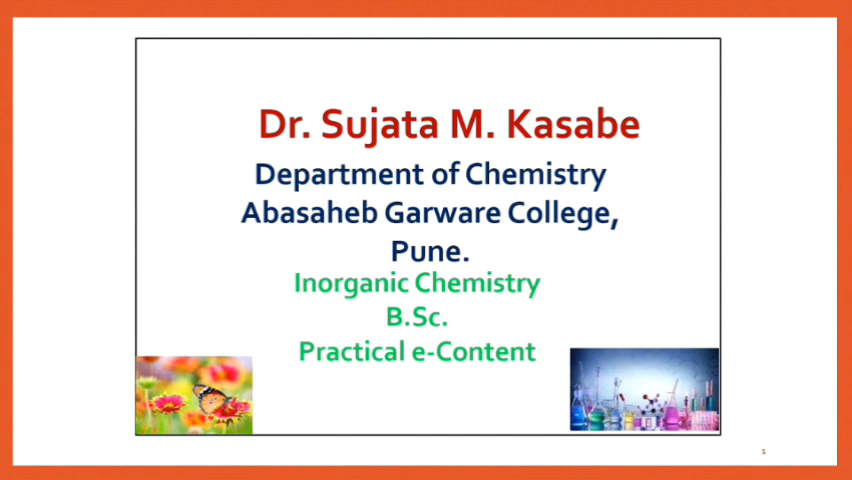 Dr. Sujata M. Kasabe
Department of Chemistry
Abasaheb Garware College,
Pune.
Inorganic Chemistry
B.Sc.
Practical e-Content
1